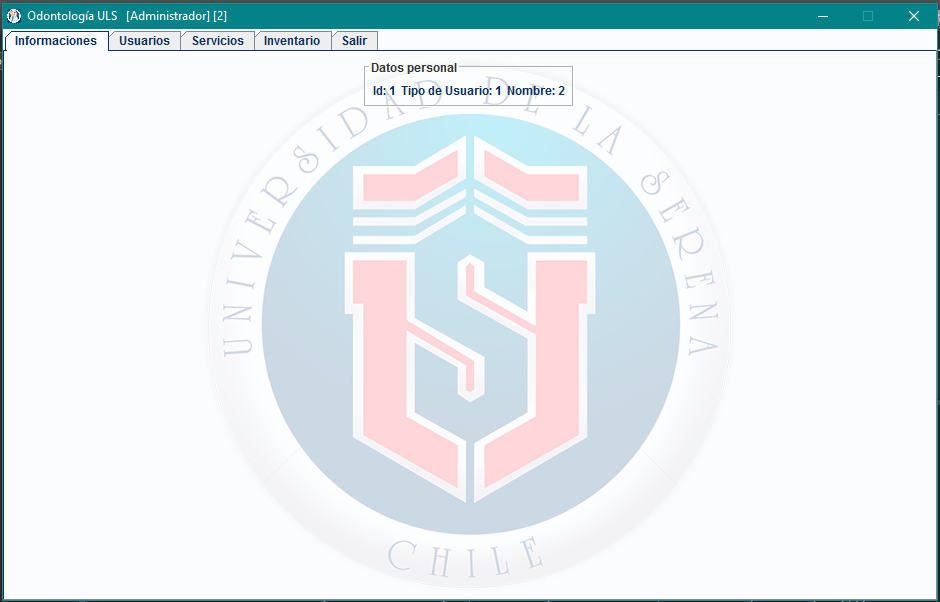 Odontología ULS [Administrador] [2]
Informaciones Usuarios Servicios Inventario Salir
Datos personal
Id: 1 Tipo de Usuario: 1 Nombre: 2
UNIVERSIDAD DE LA SERENA
CHILE